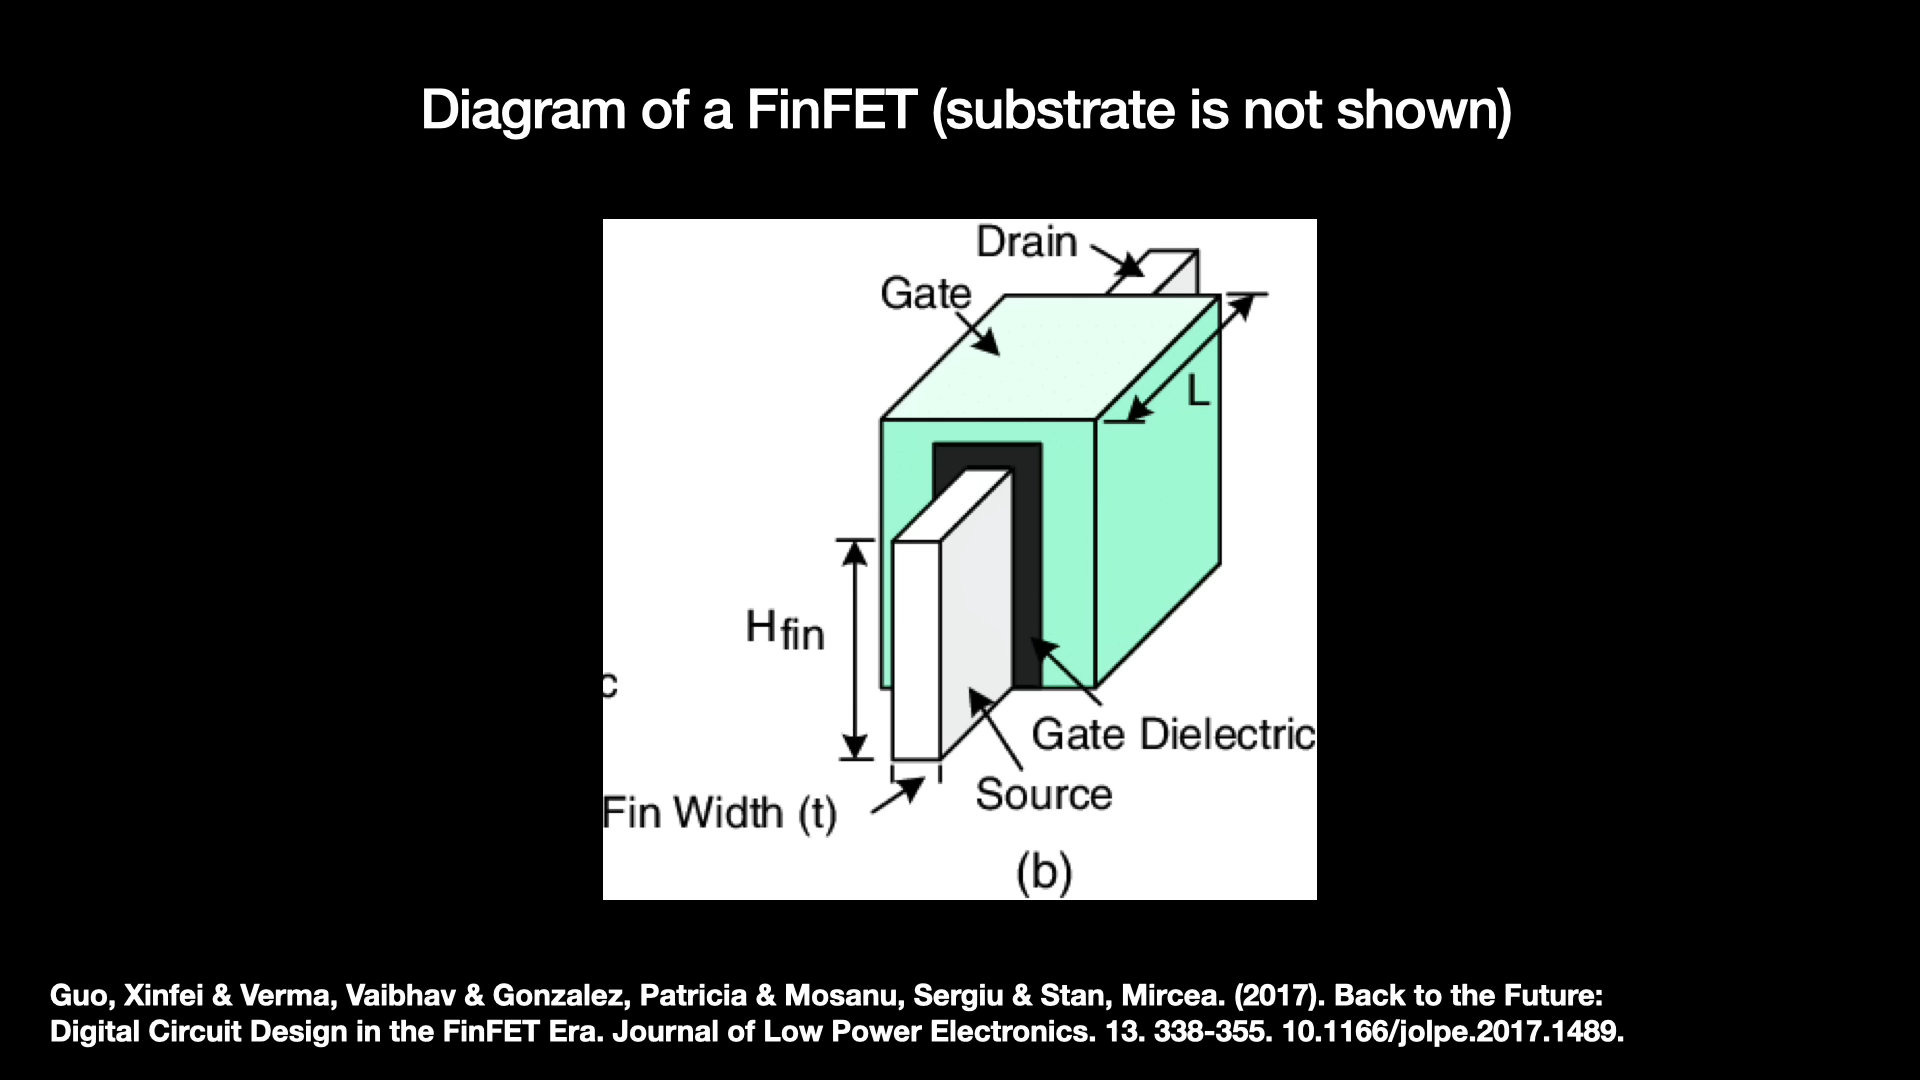 Diagram of a FinFET (substrate is not shown)
Drain
Gate
L
Hfin
c
Gate Dielectric
Source
Fin Width (t)
(b)
Guo, Xinfei & Verma, Vaibhav & Gonzalez, Patricia & Mosanu, Sergiu & Stan, Mircea. (2017). Back to the Future:
Digital Circuit Design in the FinFET Era. Journal of Low Power Electronics. 13. 338-355. 10.1166/jolpe.2017.1489.